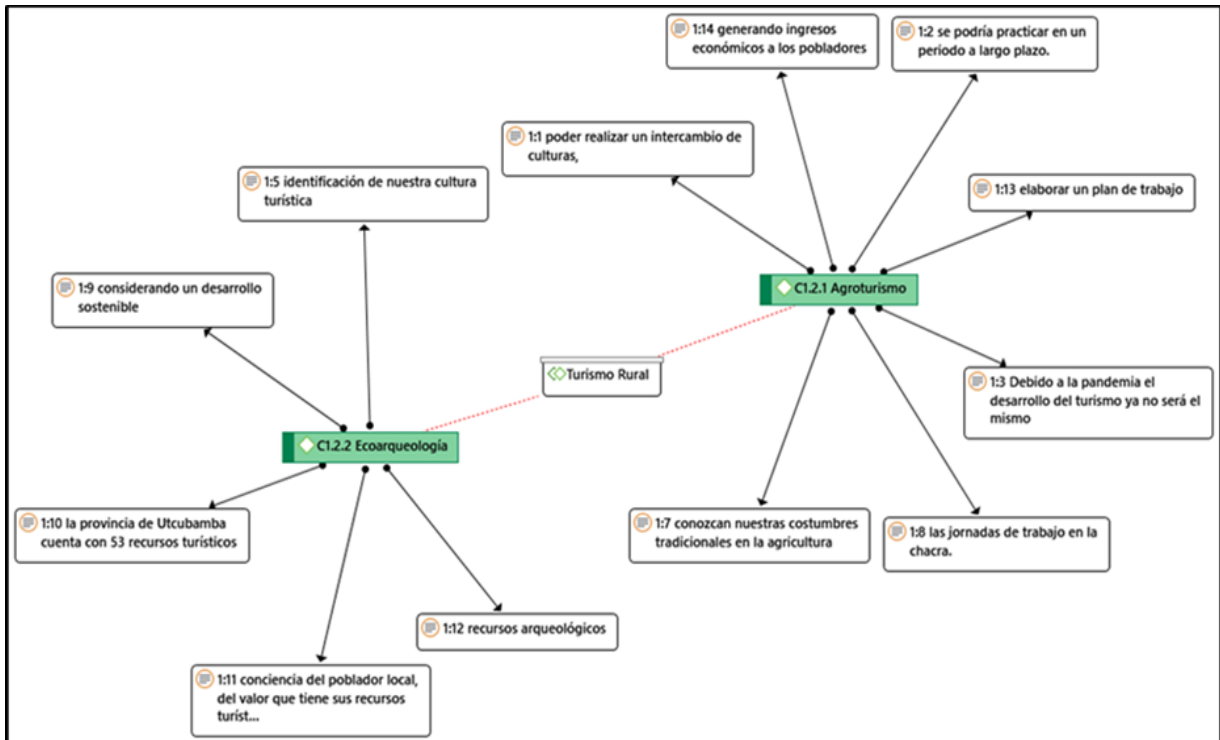 1:14 generando ingresos
económicos a los pobladores
1:2 se podría practicar en un
periodo a largo plazo.
1:1 poder realizar un intercambio de
culturas,
1:5 identificación de nuestra cultura
turística
1:13 elaborar un plan de trabajo
1:9 considerando un desarrollo
sostenible
C1.2.1 Agroturismo
Turismo Rural
1:3 Debido a la pandemia el
desarrollo del turismo ya no será el
mismo
C1.2.2 Ecoarqueología
1:10 la provincia de Utcubamba
cuenta con 53 recursos turísticos
1:7 conozcan nuestras costumbres
tradicionales en la agricultura
1:8 las jornadas de trabajo en la
chacra.
1:12 recursos arqueológicos
1:11 conciencia del poblador local,
del valor que tiene sus recursos
turíst...